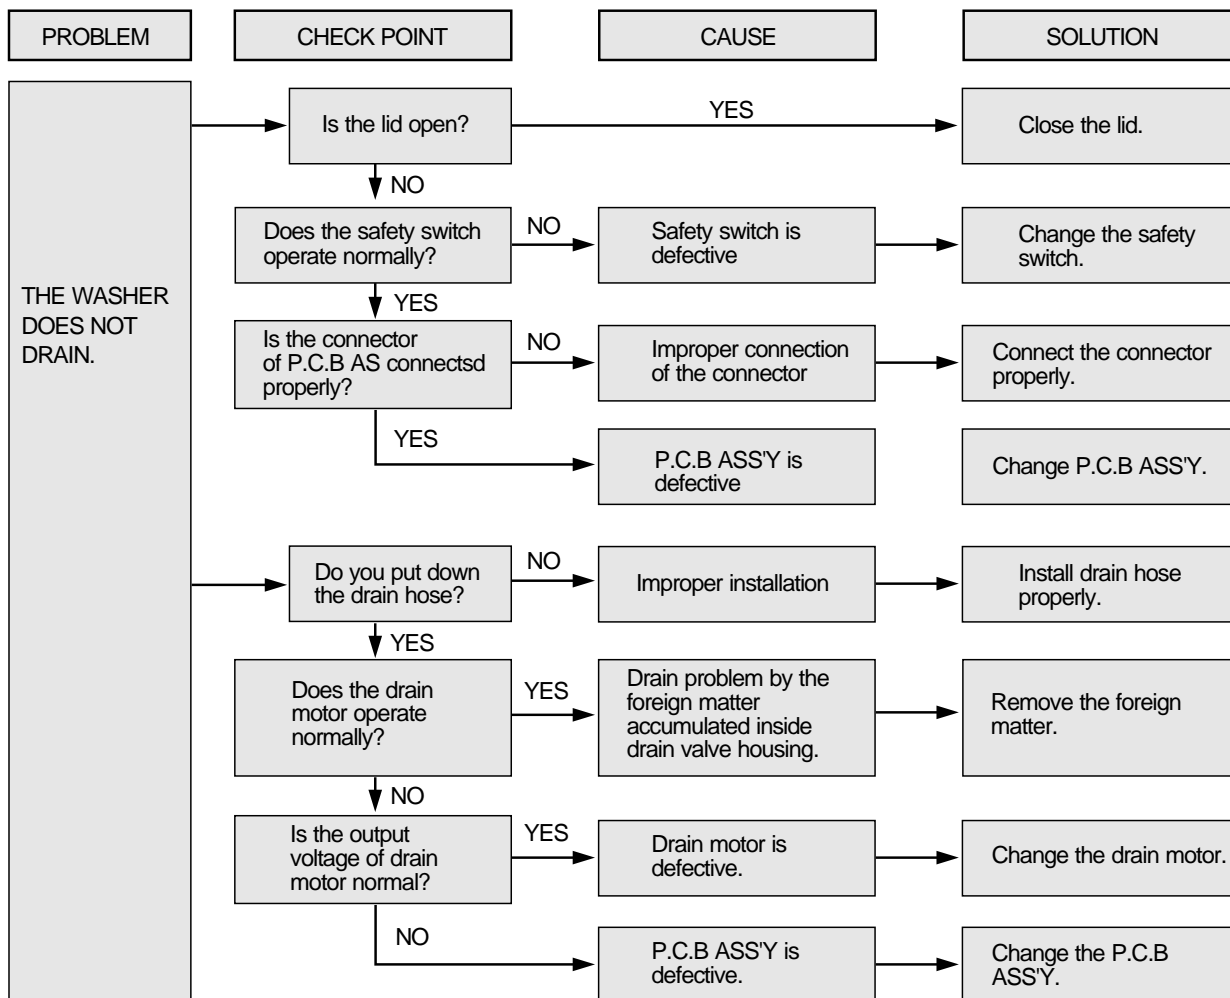 PROBLEM
CHECK POINT
CAUSE
SOLUTION
THE WASHER
DOES NOT
DRAIN.
Is the lid open?
YES
Close the lid.
NO
Does the safety switch
operate normally?
NO
Safety switch is
defective
Change the safety
switch.
YES
Is the connector
of P.C.B AS connectsd
properly?
NO
Improper connection
of the connector
Connect the connector
properly.
YES
P.C.B ASS'Y is
defective
Change P.C.B ASS'Y.
Do you put down
the drain hose?
NO
Improper installation
Install drain hose
properly.
YES
Does the drain
motor operate
normally?
YES
Drain problem by the
foreign matter
accumulated inside
drain valve housing.
Remove the foreign
matter.
NO
Is the output
voltage of drain
motor normal?
YES
Drain motor is
defective.
Change the drain motor.
NO
P.C.B ASS'Y is
defective.
Change the P.C.B
ASS'Y.